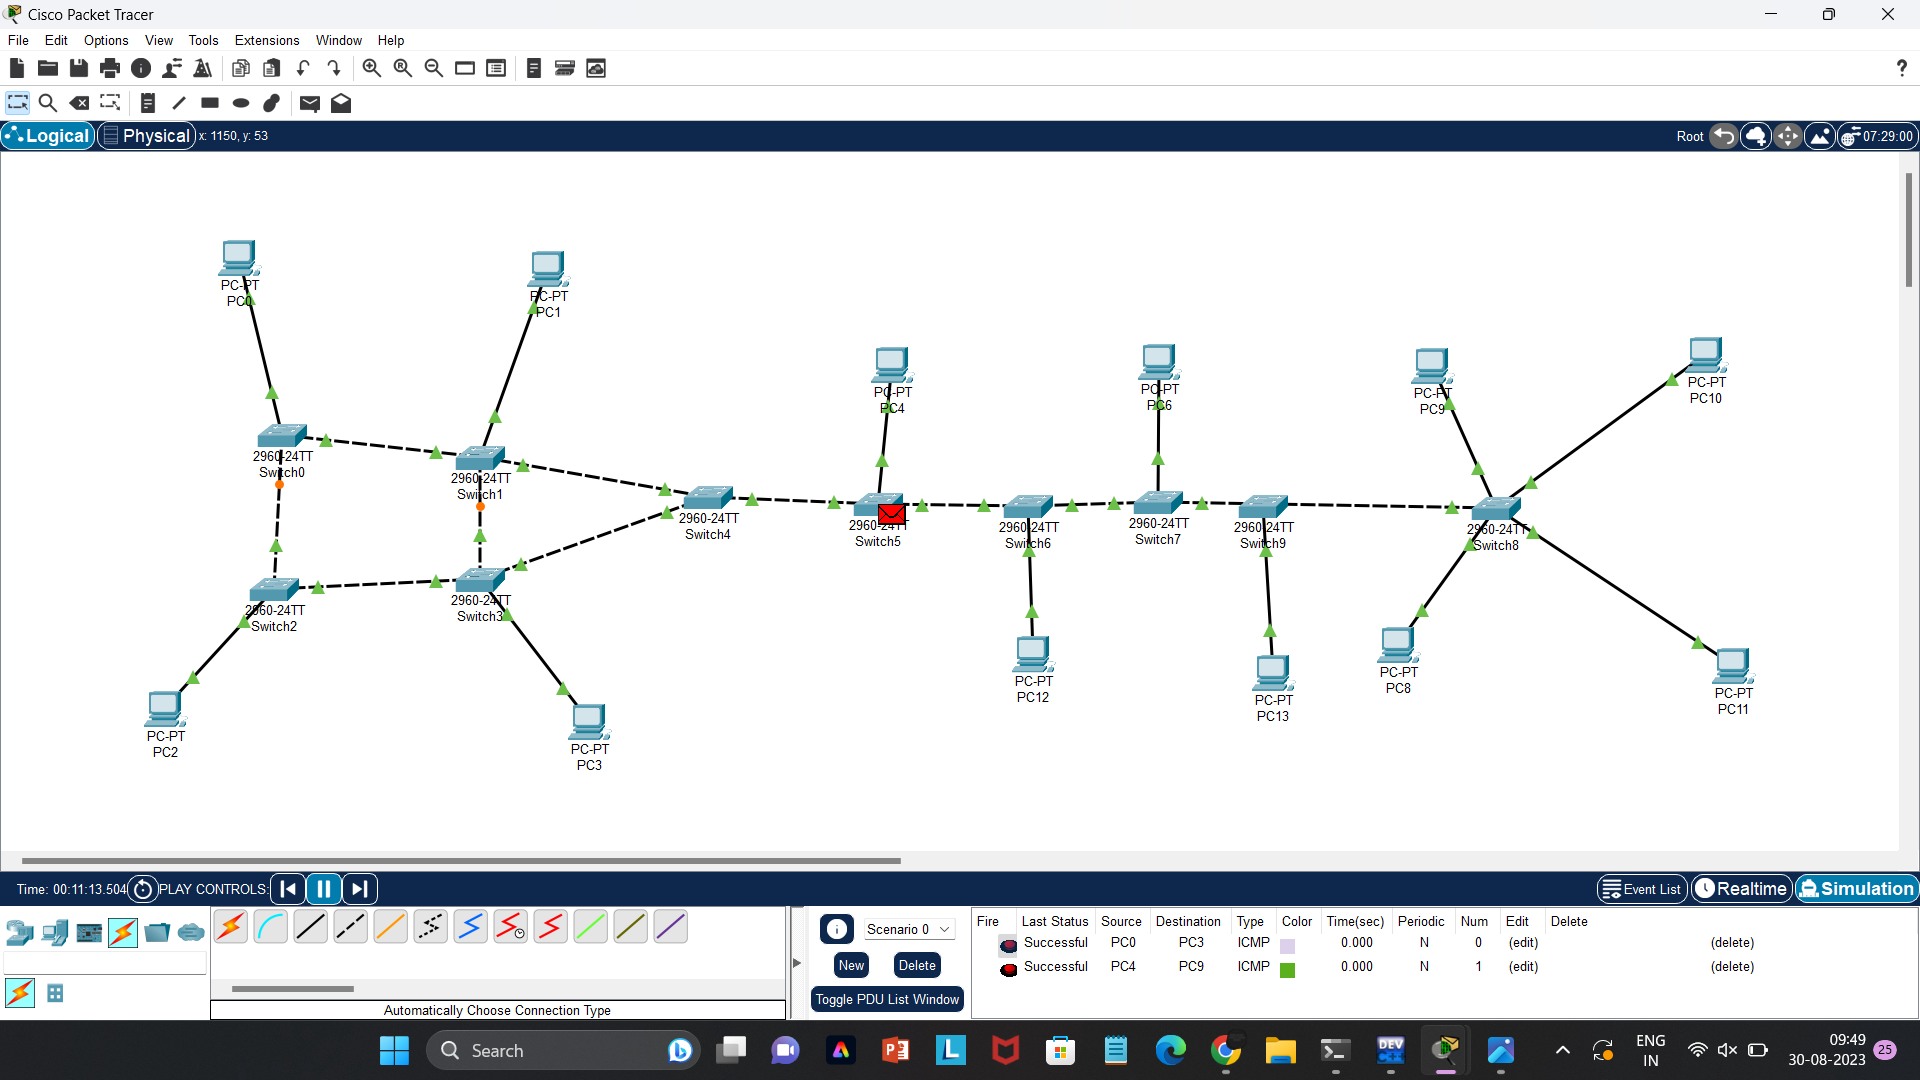 Cisco Packet Tracer
File Edit Options View Tools Extensions Window Help
?
Logical Physical x: 1150, y: 53 Root 07:29:00
PC-PT
PC0
PC-PT
PC1
PC-PT
PC4
PC-PT
PC6
PC-PT
PC9
PC-PT
PC10
2960-24TT
Switch0
2960-24TT
Switch1
2960-24TT
Switch4
2960-24TT
Switch5
2960-24TT
Switch6
2960-24TT
Switch7
2960-24TT
Switch9
2960-24TT
Switch8
2960-24TT
Switch2
2960-24TT
Switch3
PC-PT
PC12
PC-PT
PC13
PC-PT
PC8
PC-PT
PC11
PC-PT
PC2
PC-PT
PC3
Time: 00:11:13.504 PLAY CONTROLS: Event List Realtime Simulation
Scenario 0
New Delete
Toggle PDU List Window
Automatically Choose Connection Type
Fire Last Status Source Destination Type Color Time(sec) Periodic Num Edit Delete
Successful PC0 PC3 ICMP 0.000 N 0 (edit) (delete)
Successful PC4 PC9 ICMP 0.000 N 1 (edit) (delete)
Search
L
DEV
C++
ENG
IN
09:49
30-08-2023
25